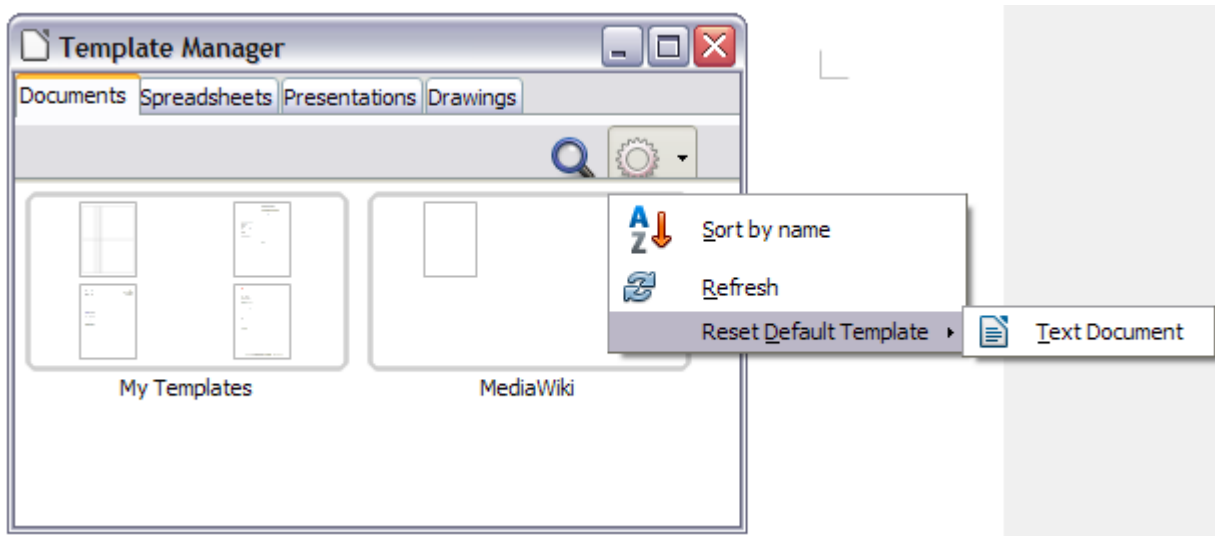 Template Manager
Documents Spreadsheets Presentations Drawings
A
Z
Sort by name
Refresh
Reset Default Template
Text Document
My Templates
MediaWiki